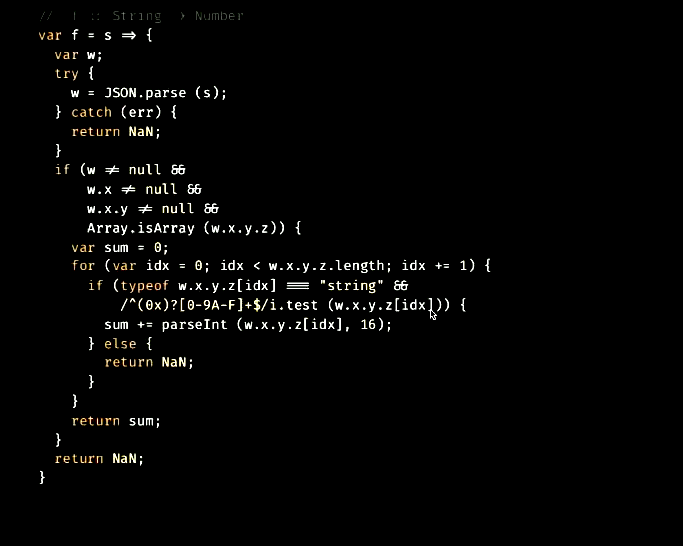 // f :: String -> Number
var f = s => {
  var w;
  try {
    w = JSON.parse (s);
  } catch (err) {
    return NaN;
  }
  if (w != null &&
      w.x != null &&
      w.x.y != null &&
      Array.isArray (w.x.y.z)) {
    var sum = 0;
    for (var idx = 0; idx < w.x.y.z.length; idx += 1) {
      if (typeof w.x.y.z[idx] === "string" &&
          /^(0x)?[0-9A-F]+$/i.test (w.x.y.z[idx])) {
        sum += parseInt (w.x.y.z[idx], 16);
      } else {
        return NaN;
      }
    }
    return sum;
  }
  return NaN;
}